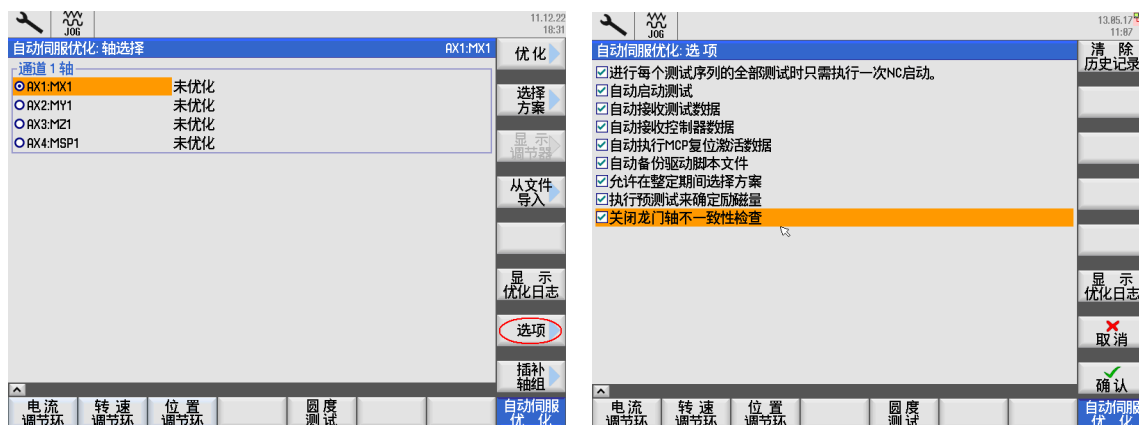 JOG
11.12.22
18:31
自动伺服优化: 轴选择
AX1:MX1
通道 1 轴
AX1:MX1 未优化
AX2:MY1 未优化
AX3:MZ1 未优化
AX4:MSP1 未优化
优化
选择
方案
显 示
调节器
从文件
导入
显 示
优化日志
选项
插补
轴组
自动伺服
优 化
电 流
调节环
转 速
调节环
位 置
调节环
圆 度
测 试
JOG
13.05.17
11:07
自动伺服优化: 选 项
进行每个测试序列的全部测试时只需执行一次NC启动。
自动启动测试
自动接收测试数据
自动接收控制器数据
自动执行MCP复位激活数据
自动备份驱动脚本文件
允许在整定期间选择方案
执行预测试来确定励磁量
关闭龙门轴不一致性检查
清 除
历史记录
显 示
优化日志
取 消
确 认
自动伺服
优 化
电 流
调节环
转 速
调节环
位 置
调节环
圆 度
测 试